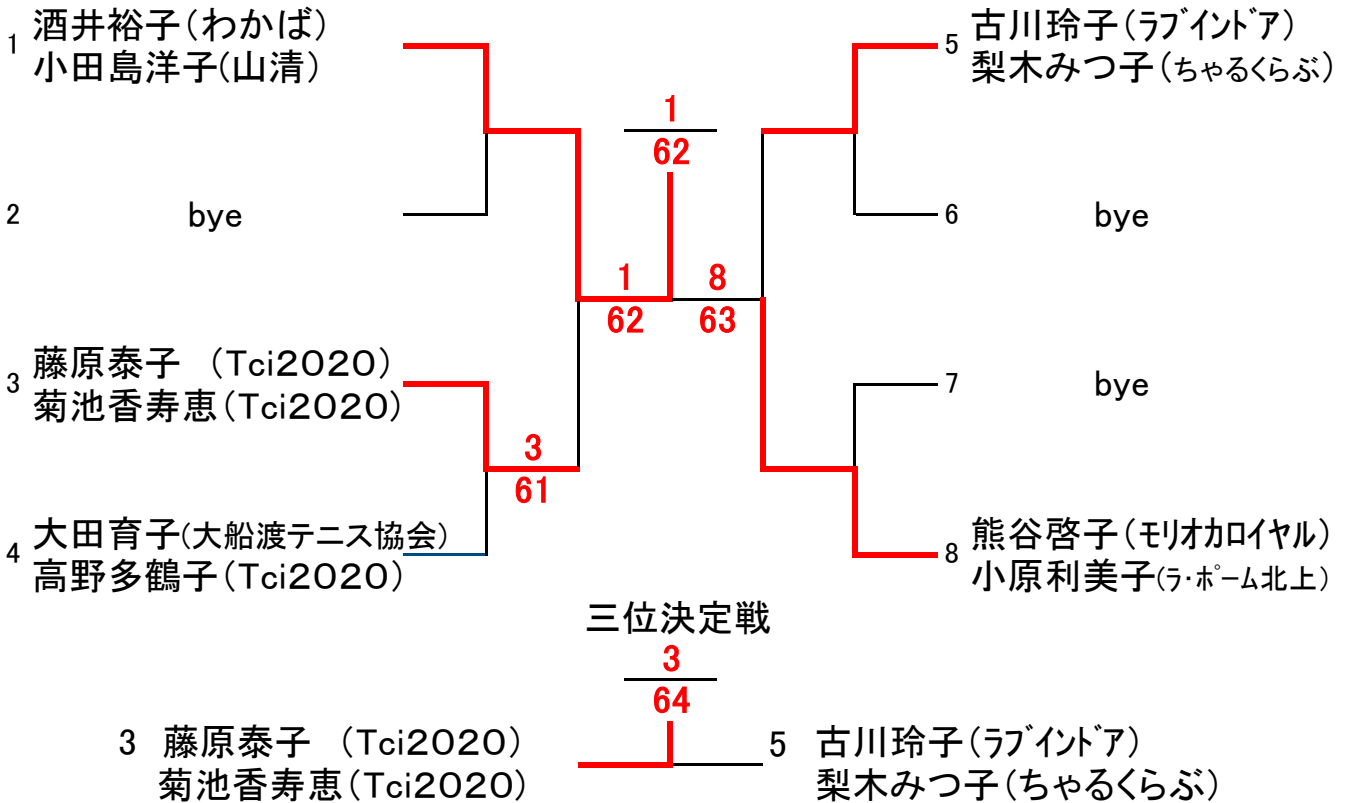 1 酒井裕子(わかば)
小田島洋子(山清)
2 bye
3 藤原泰子 (Tci2020)
菊池香寿恵(Tci2020)
4 大田育子(大船渡テニス協会)
高野多鶴子(Tci2020)
3
61
1
62
1
62
8
63
5 古川玲子(ラブインドア)
梨木みつ子(ちゃるくらぶ)
6 bye
7 bye
8 熊谷啓子(モリオカロイヤル)
小原利美子(ラ・ポーム北上)
三位決定戦
3
64
3 藤原泰子 (Tci2020)
菊池香寿恵(Tci2020)
5 古川玲子(ラブインドア)
梨木みつ子(ちゃるくらぶ)